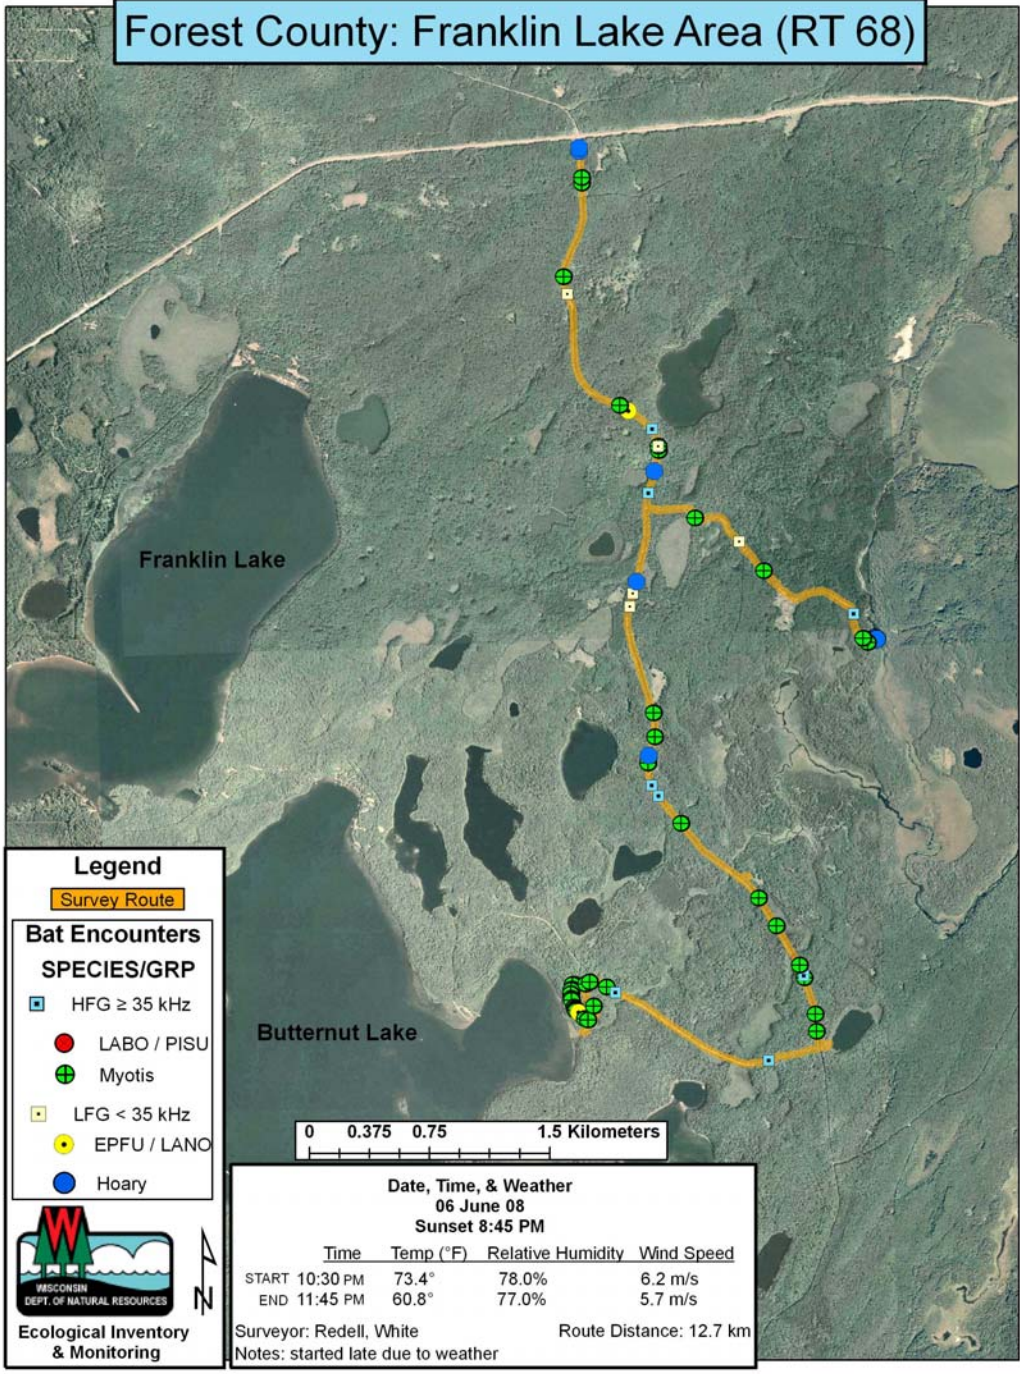 Forest County: Franklin Lake Area (RT 68)
Franklin Lake
Butternut Lake
Legend
Survey Route
Bat Encounters
SPECIES/GRP
HFG ≥ 35 kHz
LABO / PISU
Myotis
LFG < 35 kHz
EPFU / LANO
Hoary
W
WISCONSIN
DEPT. OF NATURAL RESOURCES
Ecological Inventory
& Monitoring
N
0 0.375 0.75 1.5 Kilometers
Date, Time, & Weather
06 June 08
Sunset 8:45 PM
Time Temp (°F) Relative Humidity Wind Speed
START 10:30 PM 73.4° 78.0% 6.2 m/s
END 11:45 PM 60.8° 77.0% 5.7 m/s
Surveyor: Redell, White Route Distance: 12.7 km
Notes: started late due to weather